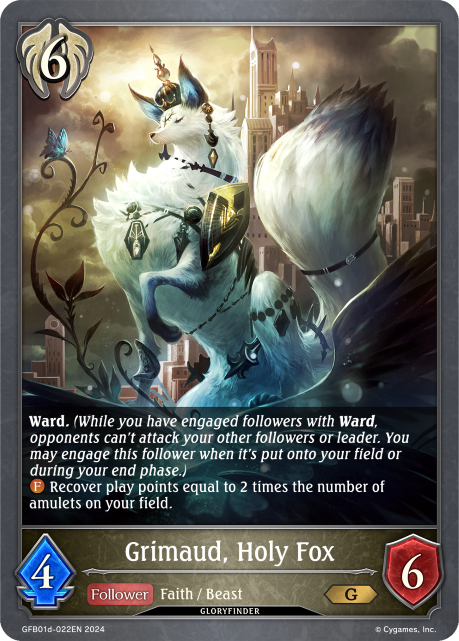 6
Ward. (While you have engaged followers with Ward,
opponents can't attack your other followers or leader. You
may engage this follower when it's put onto your field or
during your end phase.)
F Recover play points equal to 2 times the number of
amulets on your field.
Grimaud, Holy Fox
4
Follower Faith / Beast
G
6
GLORYFINDER
GFB01d-022EN 2024
© Cygames, Inc.